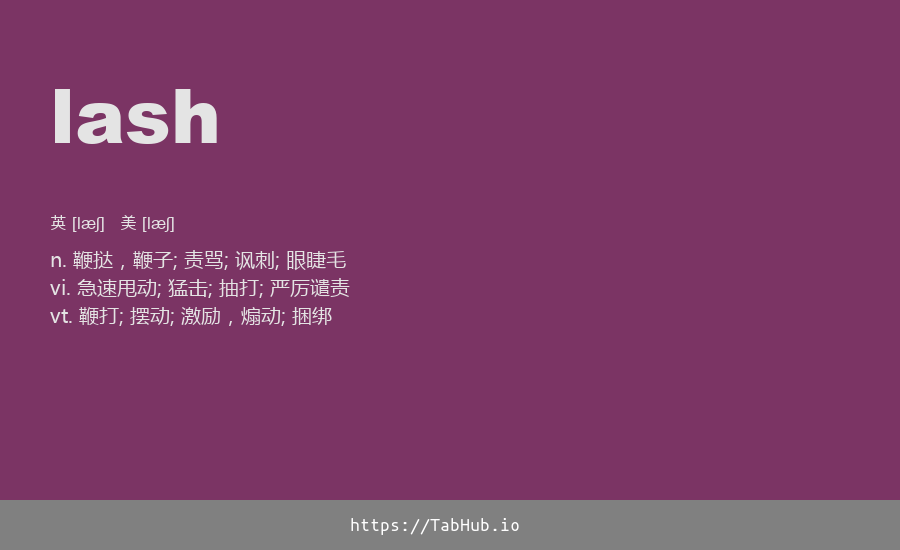 lash
英 [læʃ] 美 [læʃ]
n. 鞭挞，鞭子; 责骂; 讽刺; 眼睫毛
vi. 急速甩动; 猛击; 抽打; 严厉谴责
vt. 鞭打; 摆动; 激励，煽动; 捆绑
https://TabHub.io